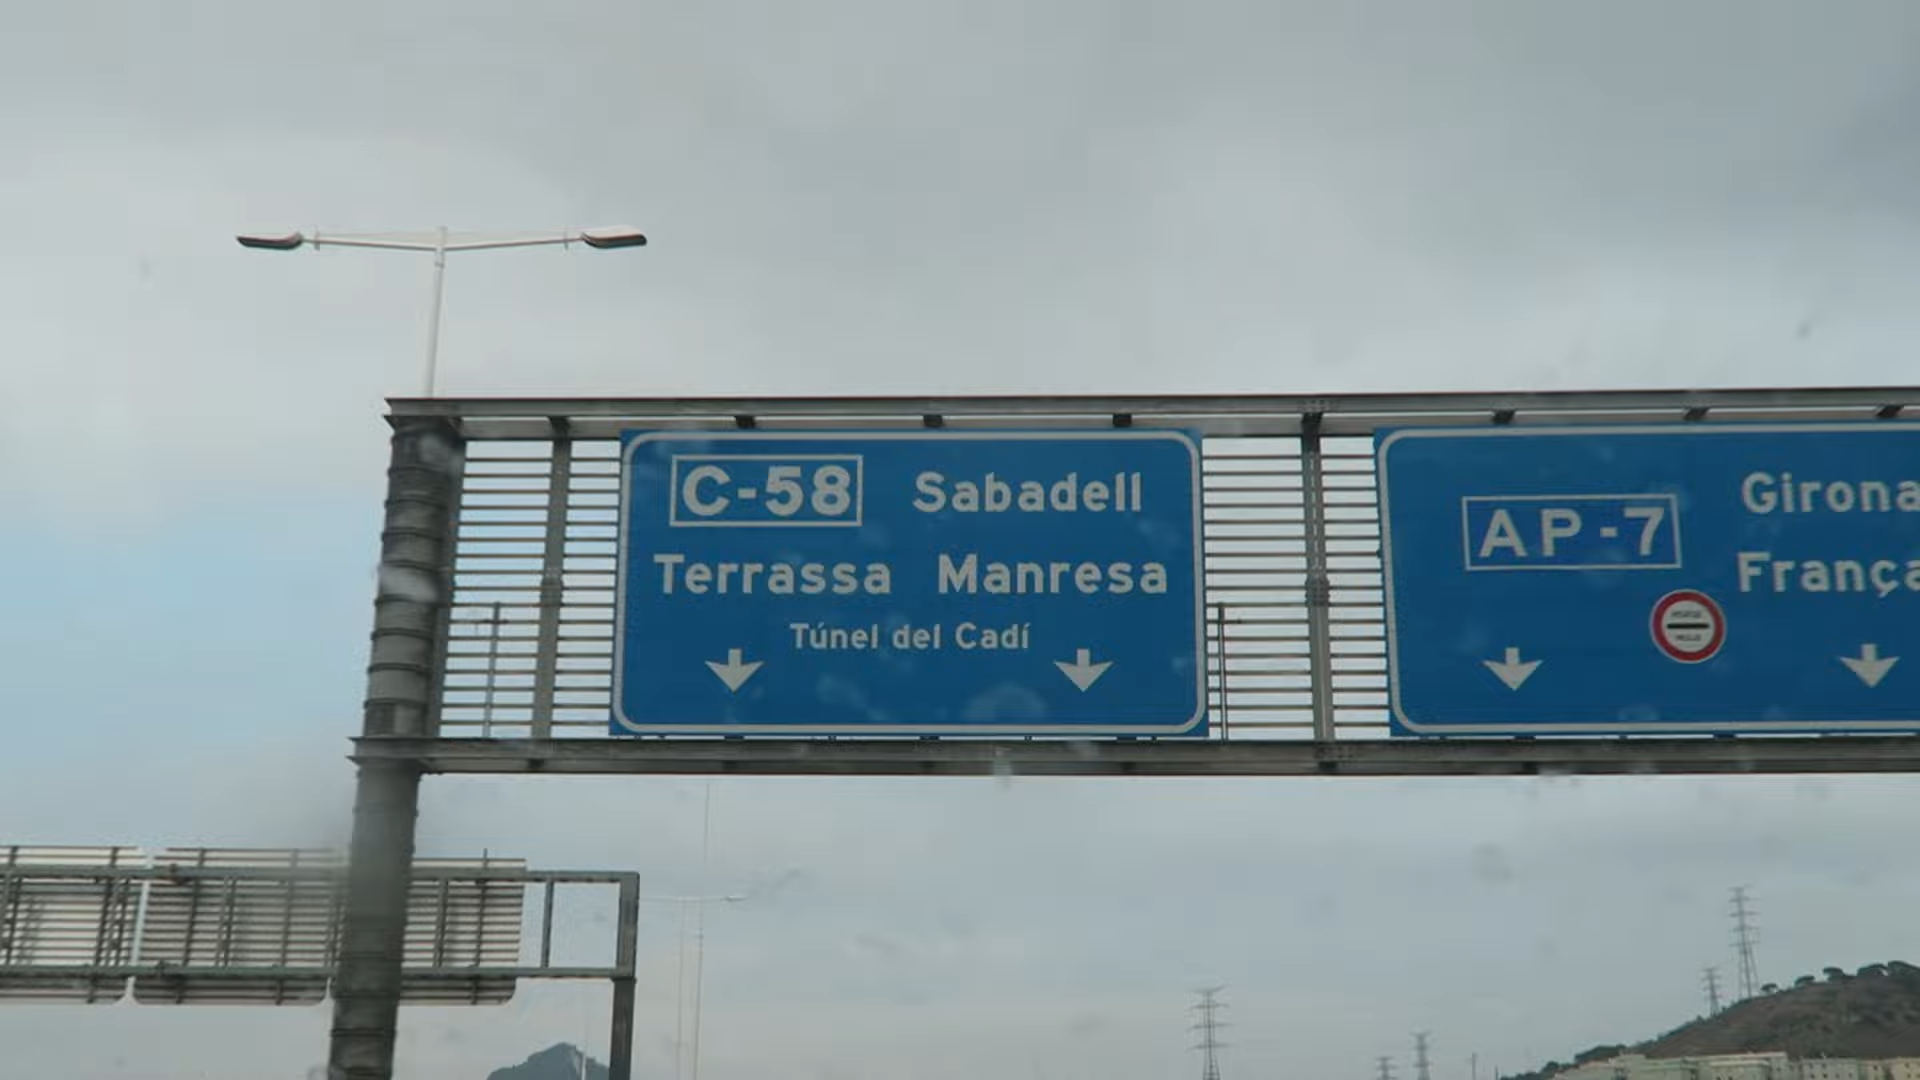 C-58 Sabadell
Terrassa Manresa
Túnel del Cadí
AP-7 Girona
França